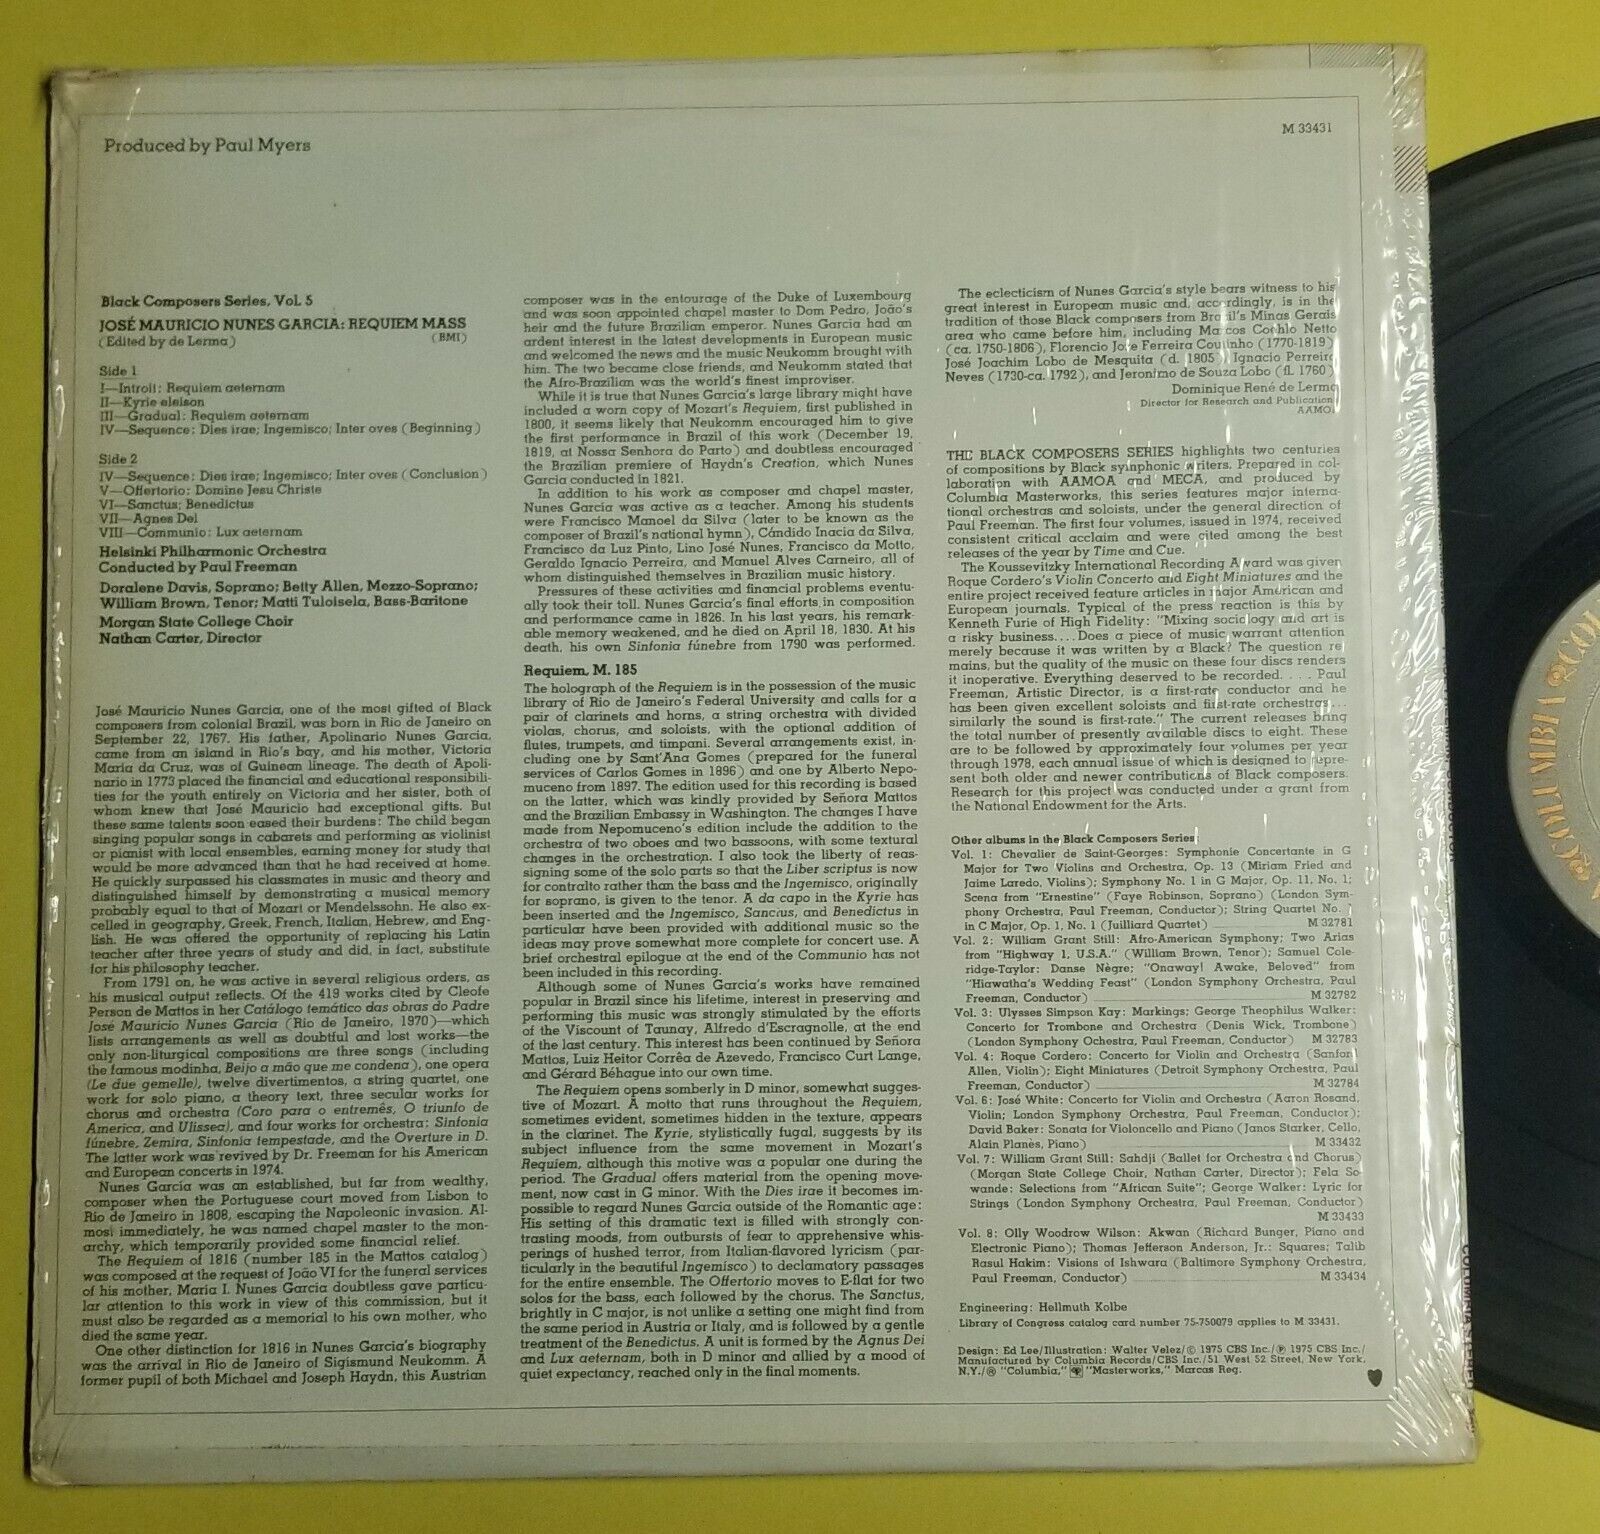 Produced by Paul Myers
M 33431
Black Composers Series, Vol. 5
JOSÉ MAURICIO NUNES GARCIA: REQUIEM MASS
(Edited by de Lerma) (BMI)
Side 1
I—Introit: Requiem aeternam
II—Kyrie eleison
III—Gradual: Requiem aeternam
IV—Sequence: Dies irae; Ingemisco; Inter oves (Beginning)
Side 2
IV—Sequence: Dies irae; Ingemisco; Inter oves (Conclusion)
V—Offertorio: Domine Jesu Christe
VI—Sanctus; Benedictus
VII—Agnes Dei
VIII—Communio: Lux aeternam
Helsinki Philharmonic Orchestra
Conducted by Paul Freeman
Doralene Davis, Soprano; Betty Allen, Mezzo-Soprano;
William Brown, Tenor; Matti Tuloisela, Bass-Baritone
Morgan State College Choir
Nathan Carter, Director
José Mauricio Nunes Garcia, one of the most gifted of Black
composers from colonial Brazil, was born in Rio de Janeiro on
September 22, 1767. His father, Apolinario Nunes Garcia,
came from an island in Rio's bay, and his mother, Victoria
Maria da Cruz, was of Guinean lineage. The death of Apoli-
nario in 1773 placed the financial and educational responsibili-
ties for the youth entirely on Victoria and her sister, both of
whom knew that José Mauricio had exceptional gifts. But
these same talents soon eased their burdens: The child began
singing popular songs in cabarets and performing as violinist
or pianist with local ensembles, earning money for study that
would be more advanced than that he had received at home.
He quickly surpassed his classmates in music and theory and
distinguished himself by demonstrating a musical memory
probably equal to that of Mozart or Mendelssohn. He also ex-
celled in geography, Greek, French, Italian, Hebrew, and Eng-
lish. He was offered the opportunity of replacing his Latin
teacher after three years of study and did, in fact, substitute
for his philosophy teacher.
From 1791 on, he was active in several religious orders, as
his musical output reflects. Of the 419 works cited by Cleofe
Person de Mattos in her Catálogo temático das obras do Padre
José Mauricio Nunes Garcia (Rio de Janeiro, 1970)—which
lists arrangements as well as doubtful and lost works—the
only non-liturgical compositions are three songs (including
the famous modinha, Beijo a mão que me condena), one opera
(Le due gemelle), twelve divertimentos, a string quartet, one
work for solo piano, a theory text, three secular works for
chorus and orchestra (Coro para o entremês, O triunfo de
America, and Ulissea), and four works for orchestra: Sinfonia
fúnebre, Zemira, Sinfonia tempestade, and the Overture in D.
The latter work was revived by Dr. Freeman for his American
and European concerts in 1974.
Nunes Garcia was an established, but far from wealthy,
composer when the Portuguese court moved from Lisbon to
Rio de Janeiro in 1808, escaping the Napoleonic invasion. Al-
most immediately, he was named chapel master to the mon-
archy, which temporarily provided some financial relief.
The Requiem of 1816 (number 185 in the Mattos catalog)
was composed at the request of João VI for the funeral services
of his mother, Maria I. Nunes Garcia doubtless gave particu-
lar attention to this work in view of this commission, but it
must also be regarded as a memorial to his own mother, who
died the same year.
One other distinction for 1816 in Nunes Garcia's biography
was the arrival in Rio de Janeiro of Sigismund Neukomm. A
former pupil of both Michael and Joseph Haydn, this Austrian
composer was in the entourage of the Duke of Luxembourg
and was soon appointed chapel master to Dom Pedro, João's
heir and the future Brazilian emperor. Nunes Garcia had an
ardent interest in the latest developments in European music
and welcomed the news and the music Neukomm brought with
him. The two became close friends, and Neukomm stated that
the Afro-Brazilian was the world's finest improviser.
While it is true that Nunes Garcia's large library might have
included a worn copy of Mozart's Requiem, first published in
1800, it seems likely that Neukomm encouraged him to give
the first performance in Brazil of this work (December 19,
1819, at Nossa Senhora do Parto) and doubtless encouraged
the Brazilian premiere of Haydn's Creation, which Nunes
Garcia conducted in 1821.
In addition to his work as composer and chapel master,
Nunes Garcia was active as a teacher. Among his students
were Francisco Manoel da Silva (later to be known as the
composer of Brazil's national hymn), Cándido Inacia da Silva,
Francisco da Luz Pinto, Lino José Nunes, Francisco da Motto,
Geraldo Ignacio Perreira, and Manuel Alves Carneiro, all of
whom distinguished themselves in Brazilian music history.
Pressures of these activities and financial problems eventu-
ally took their toll. Nunes Garcia's final efforts in composition
and performance came in 1826. In his last years, his remark-
able memory weakened, and he died on April 18, 1830. At his
death, his own Sinfonia fúnebre from 1790 was performed.
Requiem, M. 185
The holograph of the Requiem is in the possession of the music
library of Rio de Janeiro's Federal University and calls for a
pair of clarinets and horns, a string orchestra with divided
violas, chorus, and soloists, with the optional addition of
flutes, trumpets, and timpani. Several arrangements exist, in-
cluding one by Sant'Ana Gomes (prepared for the funeral
services of Carlos Gomes in 1896) and one by Alberto Nepo-
muceno from 1897. The edition used for this recording is based
on the latter, which was kindly provided by Señora Mattos
and the Brazilian Embassy in Washington. The changes I have
made from Nepomuceno's edition include the addition to the
orchestra of two oboes and two bassoons, with some textural
changes in the orchestration. I also took the liberty of reas-
signing some of the solo parts so that the Liber scriptus is now
for contralto rather than the bass and the Ingemisco, originally
for soprano, is given to the tenor. A da capo in the Kyrie has
been inserted and the Ingemisco, Sanctus, and Benedictus in
particular have been provided with additional music so the
ideas may prove somewhat more complete for concert use. A
brief orchestral epilogue at the end of the Communio has not
been included in this recording.
Although some of Nunes Garcia's works have remained
popular in Brazil since his lifetime, interest in preserving and
performing this music was strongly stimulated by the efforts
of the Viscount of Taunay, Alfredo d'Escragnolle, at the end
of the last century. This interest has been continued by Señora
Mattos, Luiz Heitor Corrêa de Azevedo, Francisco Curt Lange,
and Gérard Béhague into our own time.
The Requiem opens somberly in D minor, somewhat sugges-
tive of Mozart. A motto that runs throughout the Requiem,
sometimes evident, sometimes hidden in the texture, appears
in the clarinet. The Kyrie, stylistically fugal, suggests by its
subject influence from the same movement in Mozart's
Requiem, although this motive was a popular one during the
period. The Gradual offers material from the opening move-
ment, now cast in G minor. With the Dies irae it becomes im-
possible to regard Nunes Garcia outside of the Romantic age:
His setting of this dramatic text is filled with strongly con-
trasting moods, from outbursts of fear to apprehensive whis-
perings of hushed terror, from Italian-flavored lyricism (par-
ticularly in the beautiful Ingemisco) to declamatory passages
for the entire ensemble. The Offertorio moves to E-flat for two
solos for the bass, each followed by the chorus. The Sanctus,
brightly in C major, is not unlike a setting one might find from
the same period in Austria or Italy, and is followed by a gentle
treatment of the Benedictus. A unit is formed by the Agnus Dei
and Lux aeternam, both in D minor and allied by a mood of
quiet expectancy, reached only in the final moments.
The eclecticism of Nunes Garcia's style bears witness to his
great interest in European music and, accordingly, is in the
tradition of those Black composers from Brazil's Minas Gerais
area who came before him, including Marcos Coehlo Netto
(ca. 1750-1806), Florencio José Ferreira Coutinho (1770-1819)
José Joachim Lobo de Mesquita (d. 1805), Ignacio Perreira
Neves (1730-ca. 1792), and Jeronimo de Souza Lobo (fl. 1760)
Dominique René de Lerma
Director for Research and Publication
AAMOA
THE BLACK COMPOSERS SERIES highlights two centuries
of compositions by Black symphonic writers. Prepared in col-
laboration with AAMOA and MECA, and produced by
Columbia Masterworks, this series features major interna-
tional orchestras and soloists, under the general direction of
Paul Freeman. The first four volumes, issued in 1974, received
consistent critical acclaim and were cited among the best
releases of the year by Time and Cue.
The Koussevitzky International Recording Award was given
Roque Cordero's Violin Concerto and Eight Miniatures and the
entire project received feature articles in major American and
European journals. Typical of the press reaction is this by
Kenneth Furie of High Fidelity: "Mixing sociology and art is
a risky business.... Does a piece of music warrant attention
merely because it was written by a Black? The question re
mains, but the quality of the music on these four discs renders
it inoperative. Everything deserved to be recorded. . . . Paul
Freeman, Artistic Director, is a first-rate conductor and he
has been given excellent soloists and first-rate orchestras...
similarly the sound is first-rate." The current releases bring
the total number of presently available discs to eight. These
are to be followed by approximately four volumes per year
through 1978, each annual issue of which is designed to repre-
sent both older and newer contributions of Black composers.
Research for this project was conducted under a grant from
the National Endowment for the Arts.
Other albums in the Black Composers Series:
Vol. 1: Chevalier de Saint-Georges: Symphonie Concertante in G
Major for Two Violins and Orchestra, Op. 13 (Miriam Fried and
Jaime Laredo, Violins); Symphony No. 1 in G Major, Op. 11, No. 1;
Scena from "Ernestine" (Faye Robinson, Soprano) (London Sym-
phony Orchestra, Paul Freeman, Conductor); String Quartet No. 1
in C Major, Op. 1, No. 1 (Juilliard Quartet) M 32781
Vol. 2: William Grant Still: Afro-American Symphony; Two Arias
from "Highway 1, U.S.A." (William Brown, Tenor); Samuel Cole-
ridge-Taylor: Danse Nègre; "Onaway! Awake, Beloved" from
"Hiawatha's Wedding Feast" (London Symphony Orchestra, Paul
Freeman, Conductor) M 32782
Vol. 3: Ulysses Simpson Kay: Markings; George Theophilus Walker:
Concerto for Trombone and Orchestra (Denis Wick, Trombone)
(London Symphony Ochestra, Paul Freeman, Conductor) M 32783
Vol. 4: Roque Cordero: Concerto for Violin and Orchestra (Sanford
Allen, Violin); Eight Miniatures (Detroit Symphony Orchestra, Paul
Freeman, Conductor) M 32784
Vol. 6: José White: Concerto for Violin and Orchestra (Aaron Rosand,
Violin; London Symphony Orchestra, Paul Freeman, Conductor);
David Baker: Sonata for Violoncello and Piano (Janos Starker, Cello,
Alain Planès, Piano) M 33432
Vol. 7: William Grant Still: Sahdji (Ballet for Orchestra and Chorus)
(Morgan State College Choir, Nathan Carter, Director); Fela So-
wande: Selections from "African Suite"; George Walker: Lyric for
Strings (London Symphony Orchestra, Paul Freeman, Conductor)
M 33433
Vol. 8: Olly Woodrow Wilson: Akwan (Richard Bunger, Piano and
Electronic Piano); Thomas Jefferson Anderson, Jr.: Squares; Talib
Rasul Hakim: Visions of Ishwara (Baltimore Symphony Orchestra,
Paul Freeman, Conductor) M 33434
Engineering: Hellmuth Kolbe
Library of Congress catalog card number 75-750079 applies to M 33431.
Design: Ed Lee/Illustration: Walter Velez/© 1975 CBS Inc./℗ 1975 CBS Inc./
Manufactured by Columbia Records/CBS Inc./51 West 52 Street, New York,
N.Y./® "Columbia," "Masterworks," Marcas Reg.
COLUMBIA